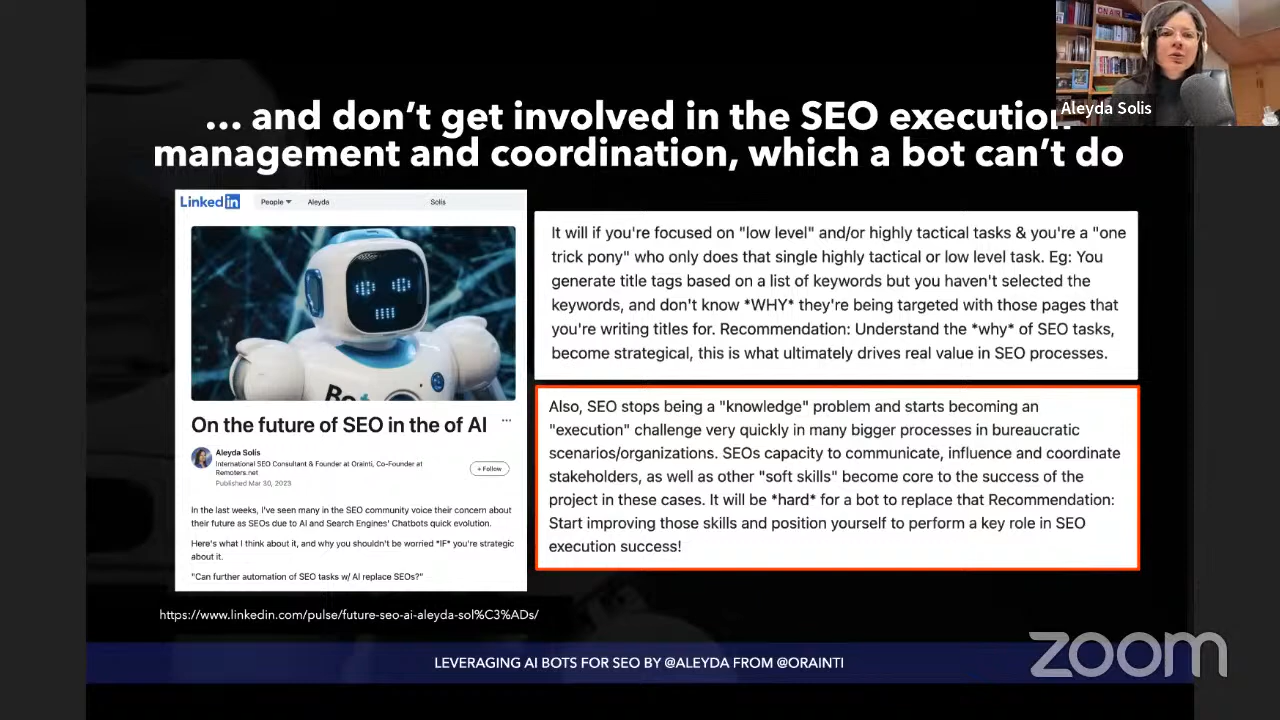 ON AIR
Aleyda Solis
... and don't get involved in the SEO execution
management and coordination, which a bot can't do
Linked in
People Aleyda Solis
Bot
On the future of SEO in the of AI
Aleyda Solis
International SEO Consultant & Founder at Orainti, Co-Founder at
Remoters.net
Published Mar 30, 2023
+ Follow
In the last weeks, I've seen many in the SEO community voice their concern about
their future as SEOs due to AI and Search Engines' Chatbots quick evolution.
Here's what I think about it, and why you shouldn't be worried *IF* you're strategic
about it.
"Can further automation of SEO tasks w/ AI replace SEOs?"
It will if you're focused on "low level" and/or highly tactical tasks & you're a "one
trick pony" who only does that single highly tactical or low level task. Eg: You
generate title tags based on a list of keywords but you haven't selected the
keywords, and don't know *WHY* they're being targeted with those pages that
you're writing titles for. Recommendation: Understand the *why* of SEO tasks,
become strategical, this is what ultimately drives real value in SEO processes.
Also, SEO stops being a "knowledge" problem and starts becoming an
"execution" challenge very quickly in many bigger processes in bureaucratic
scenarios/organizations. SEOs capacity to communicate, influence and coordinate
stakeholders, as well as other "soft skills" become core to the success of the
project in these cases. It will be *hard* for a bot to replace that Recommendation:
Start improving those skills and position yourself to perform a key role in SEO
execution success!
https://www.linkedin.com/pulse/future-seo-ai-aleyda-sol%C3%ADs/
LEVERAGING AI BOTS FOR SEO BY @ALEYDA FROM @ORAINTI
zoom